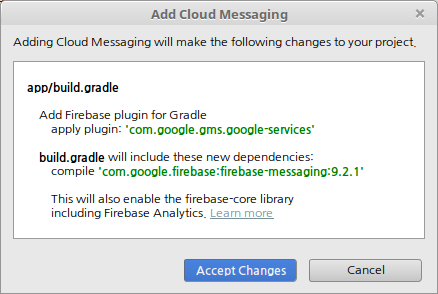 Add Cloud Messaging
Adding Cloud Messaging will make the following changes to your project.
app/build.gradle
Add Firebase plugin for Gradle
apply plugin: 'com.google.gms.google-services'
build.gradle will include these new dependencies:
compile 'com.google.firebase:firebase-messaging:9.2.1'
This will also enable the firebase-core library
including Firebase Analytics. Learn more
Accept Changes
Cancel